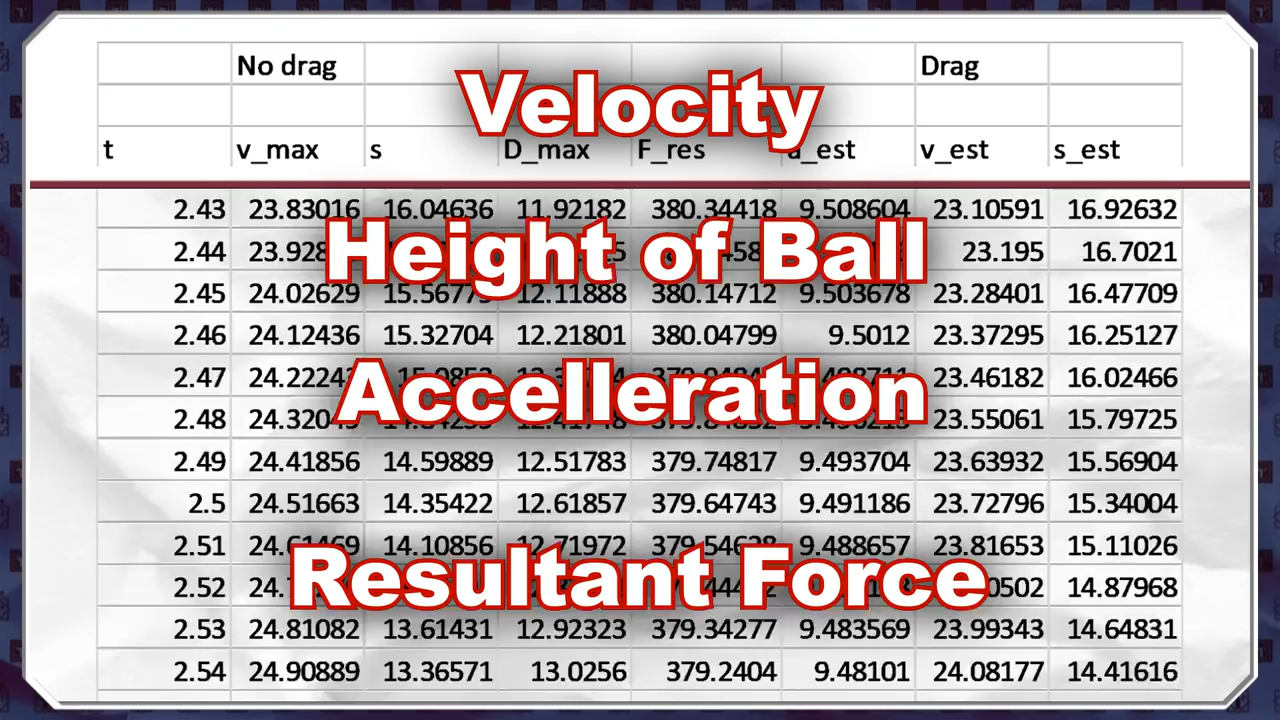 No drag Drag
Velocity
t v_max s D_max F_res a_est v_est s_est
2.43 23.83016 16.04636 11.92182 380.34418 9.508604 23.10591 16.92632
2.44 23.195 16.7021
Height of Ball
2.45 24.02629 12.11888 380.14712 9.503678 23.28401 16.47709
2.46 24.12436 15.32704 12.21801 380.04799 9.5012 23.37295 16.25127
2.47 23.46182 16.02466
Accelleration
2.48 23.55061 15.79725
2.49 24.41856 14.59889 12.51783 379.74817 9.493704 23.63932 15.56904
2.5 24.51663 14.35422 12.61857 379.64743 9.491186 23.72796 15.34004
2.51 14.10856 9.488657 23.81653 15.11026
Resultant Force
2.52 14.87968
2.53 24.81082 13.61431 12.92323 379.34277 9.483569 23.99343 14.64831
2.54 24.90889 13.36571 13.0256 379.2404 9.48101 24.08177 14.41616